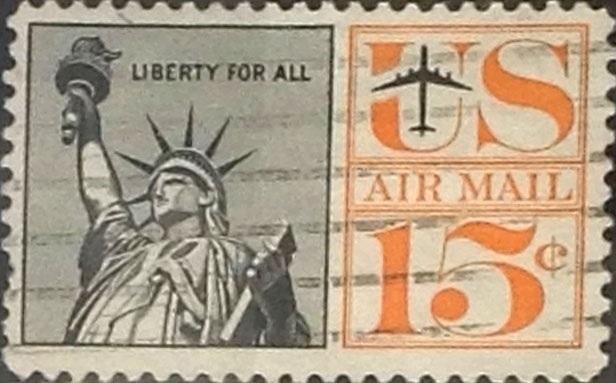 LIBERTY FOR ALL
US
AIR MAIL
15¢